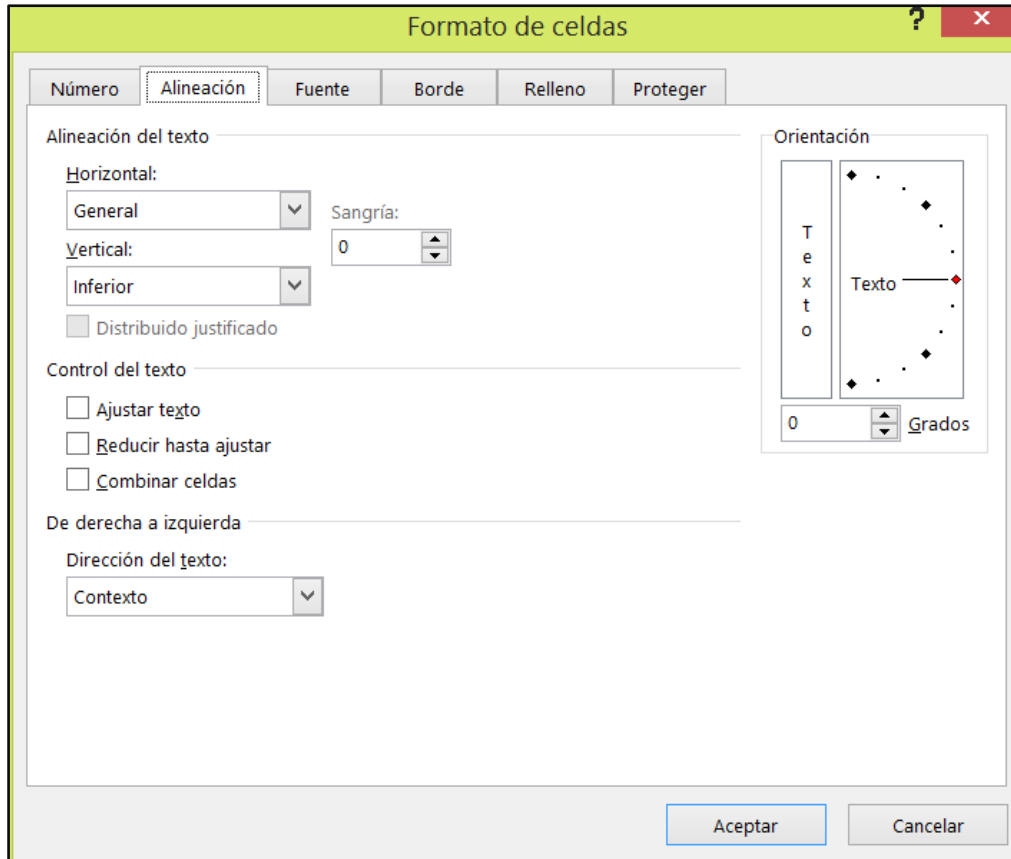 Formato de celdas ?
Número Alineación Fuente Borde Relleno Proteger
Alineación del texto
Horizontal:
General
Sangría:
0
Vertical:
Inferior
Distribuido justificado
Control del texto
Ajustar texto
Reducir hasta ajustar
Combinar celdas
De derecha a izquierda
Dirección del texto:
Contexto
Orientación
Texto
Texto
0 Grados
Aceptar Cancelar